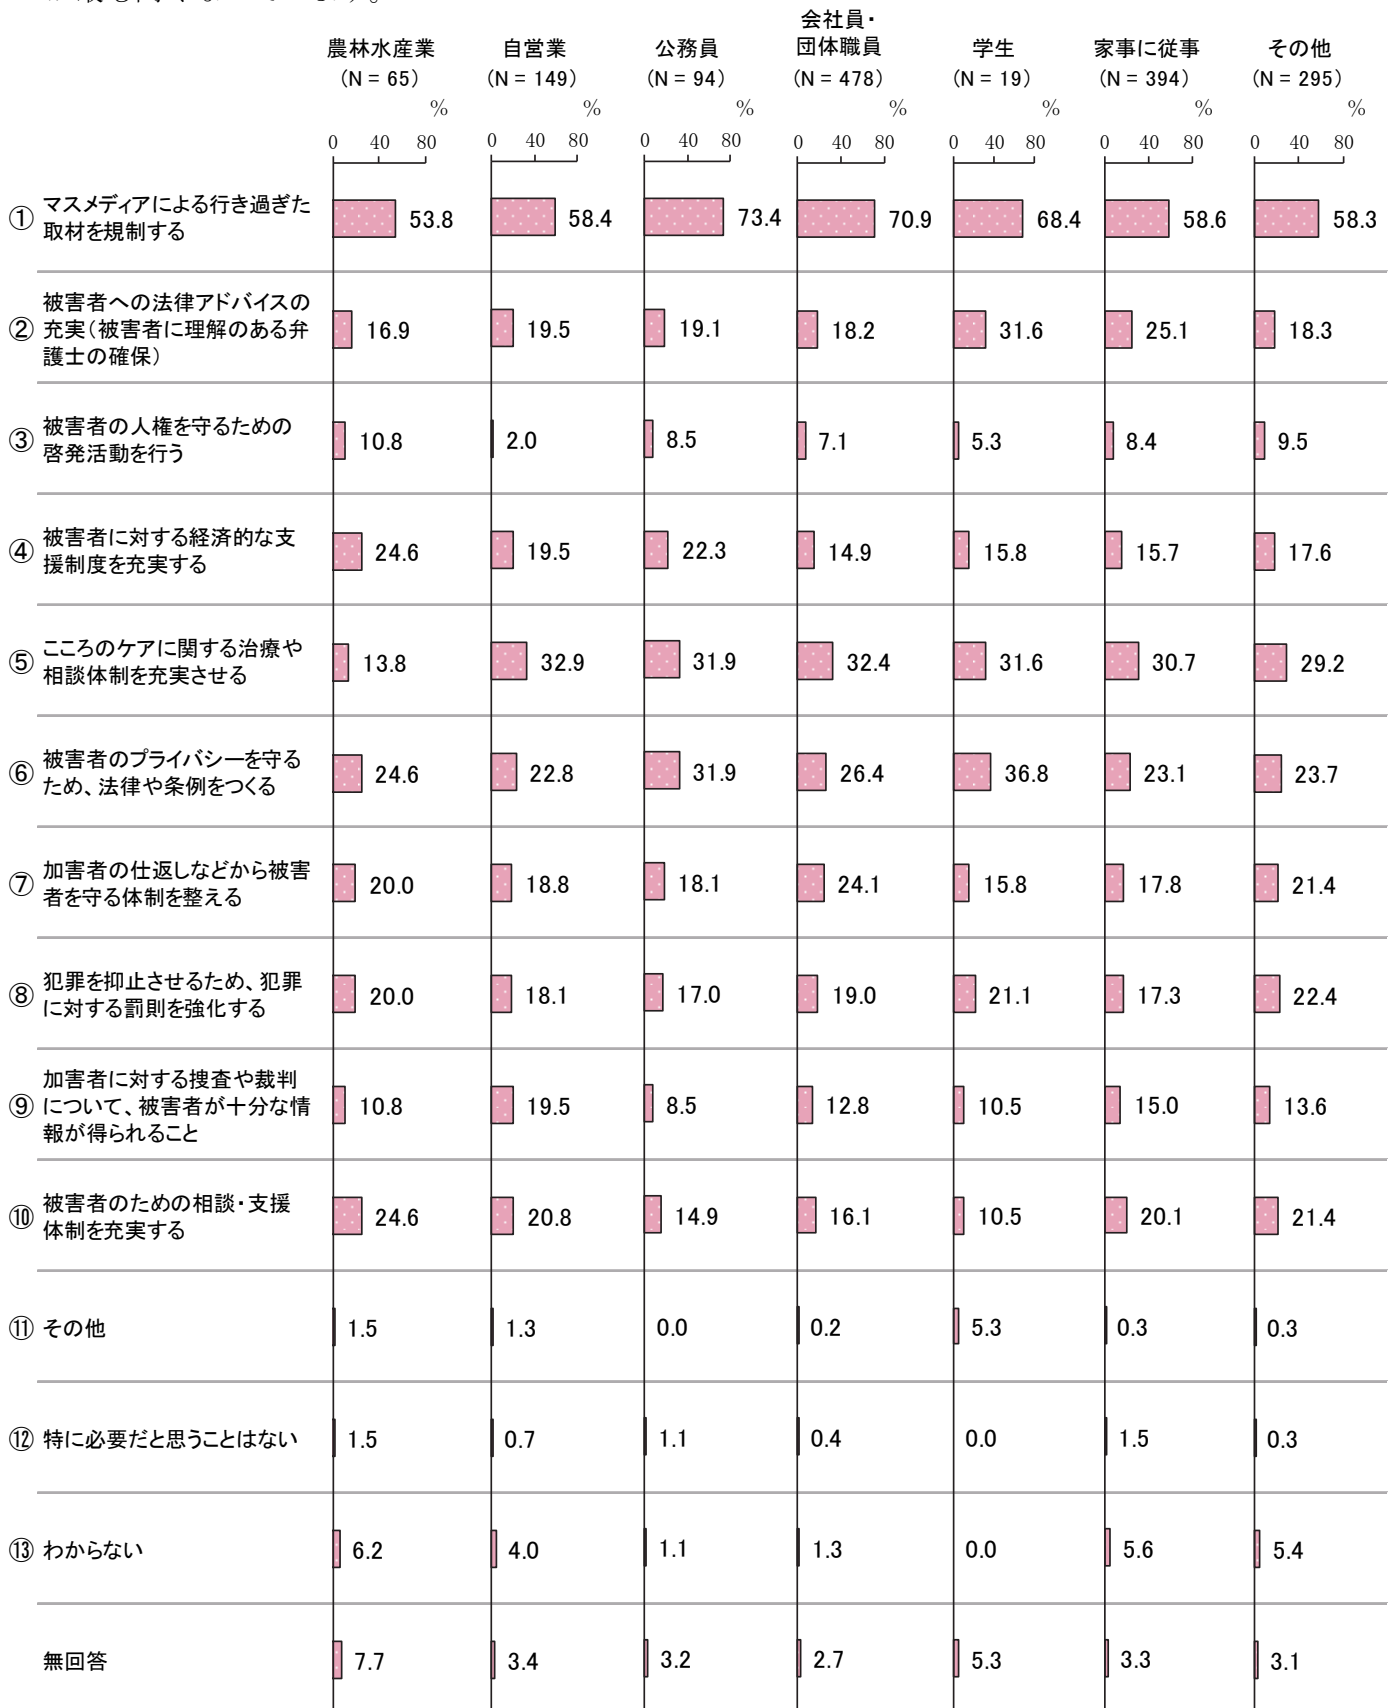 会社員・
農林水産業 自営業 公務員 団体職員 学生 家事に従事 その他
(N = 65) (N = 149) (N = 94) (N = 478) (N = 19) (N = 394) (N = 295)
% % % % % % %
0 40 80 0 40 80 0 40 80 0 40 80 0 40 80 0 40 80 0 40 80
① マスメディアによる行き過ぎた
取材を規制する
53.8 58.4 73.4 70.9 68.4 58.6 58.3
② 被害者への法律アドバイスの
充実(被害者に理解のある弁
護士の確保)
16.9 19.5 19.1 18.2 31.6 25.1 18.3
③ 被害者の人権を守るための
啓発活動を行う
10.8 2.0 8.5 7.1 5.3 8.4 9.5
④ 被害者に対する経済的な支
援制度を充実する
24.6 19.5 22.3 14.9 15.8 15.7 17.6
⑤ こころのケアに関する治療や
相談体制を充実させる
13.8 32.9 31.9 32.4 31.6 30.7 29.2
⑥ 被害者のプライバシーを守る
ため、法律や条例をつくる
24.6 22.8 31.9 26.4 36.8 23.1 23.7
⑦ 加害者の仕返しなどから被害
者を守る体制を整える
20.0 18.8 18.1 24.1 15.8 17.8 21.4
⑧ 犯罪を抑止させるため、犯罪
に対する罰則を強化する
20.0 18.1 17.0 19.0 21.1 17.3 22.4
⑨ 加害者に対する捜査や裁判
について、被害者が十分な情
報が得られること
10.8 19.5 8.5 12.8 10.5 15.0 13.6
⑩ 被害者のための相談・支援
体制を充実する
24.6 20.8 14.9 16.1 10.5 20.1 21.4
⑪ その他 1.5 1.3 0.0 0.2 5.3 0.3 0.3
⑫ 特に必要だと思うことはない 1.5 0.7 1.1 0.4 0.0 1.5 0.3
⑬ わからない 6.2 4.0 1.1 1.3 0.0 5.6 5.4
無回答 7.7 3.4 3.2 2.7 5.3 3.3 3.1